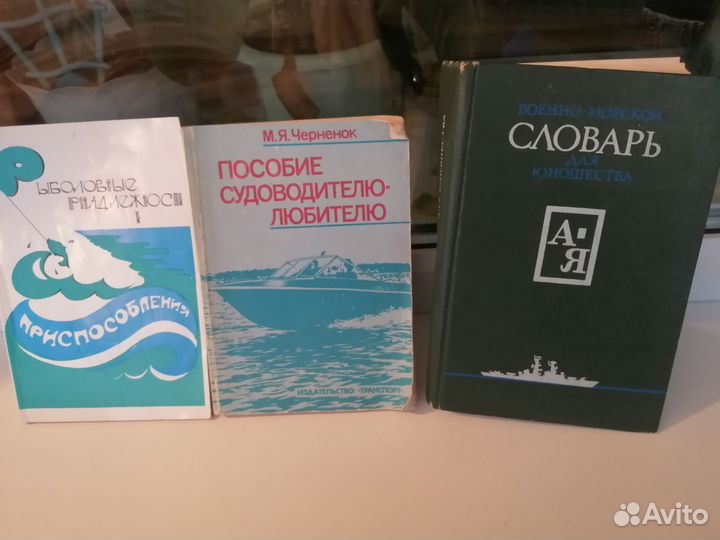 Рыболовные
принадлежности
и
приспособления
М.Я.Черненок
ПОСОБИЕ
СУДОВОДИТЕЛЮ-
ЛЮБИТЕЛЮ
ИЗДАТЕЛЬСТВО «ТРАНСПОРТ»
ВОЕННО-МОРСКОЙ
СЛОВАРЬ
ДЛЯ
ЮНОШЕСТВА
А-
Я
Avito